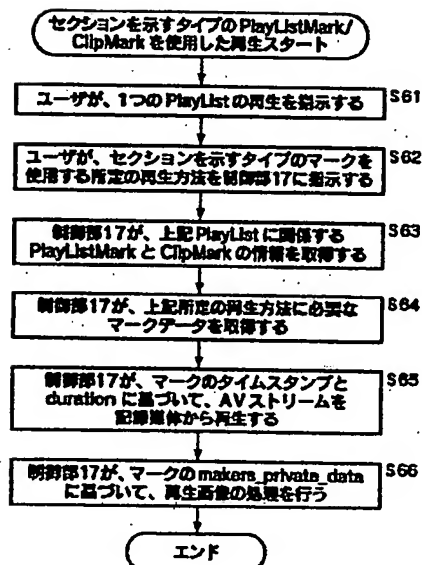 セクションを示すタイプのPlayListMark/
ClipMarkを使用した再生スタート
ユーザが、1つのPlayListの再生を指示する
S61
ユーザが、セクションを示すタイプのマークを
使用する所定の再生方法を制御部17に指示する
S62
制御部17が、上記PlayListに関係する
PlayListMarkとClipMarkの情報を取得する
S63
制御部17が、上記所定の再生方法に必要な
マークデータを取得する
S64
制御部17が、マークのタイムスタンプと
durationに基づいて、AVストリームを
記録媒体から再生する
S65
制御部17が、マークのmakers_private_data
に基づいて、再生画像の処理を行う
S66
エンド